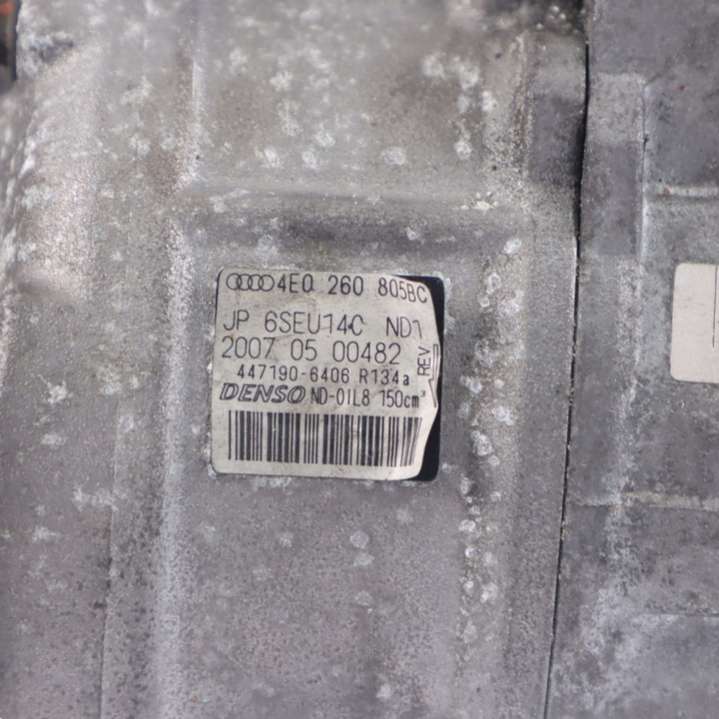 4E0 260 805BC
JP 6SEU14C ND1
2007 05 00482
REV
447190-6406 R134a
DENSO ND-OIL8 150cm³